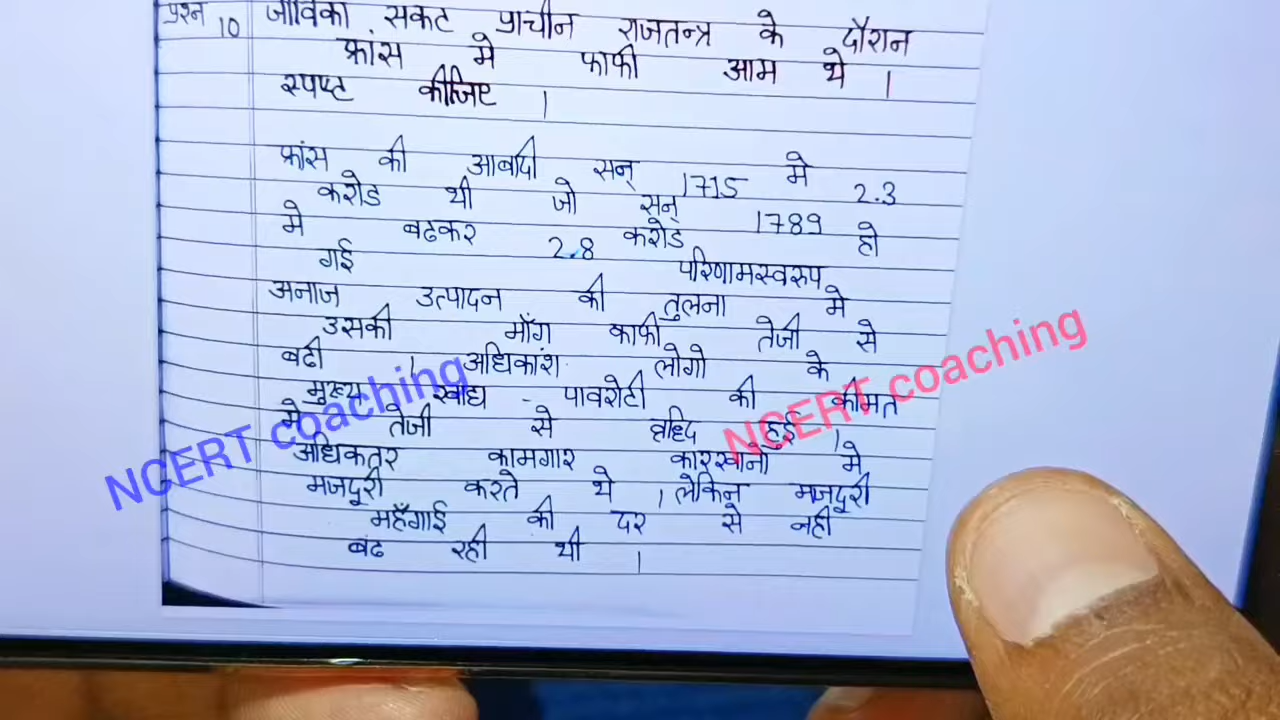 प्रश्न 10 जीविका संकट प्राचीन राजतन्त्र के दौरान
फ्रांस मे काफी आम थे ।
स्पष्ट कीजिए ।
फ्रांस की आबादी सन् 1715 मे 2.3
करोड थी जो सन् 1789
मे बढकर 2.8 करोड हो
गई परिणामस्वरुप
अनाज उत्पादन की तुलना मे
उसकी माँग काफी तेजी से
बढी । अधिकांश लोगो के
मुख्य खाद्य - पावरोटी की कीमत
मे तेजी से वृध्दि हुई ।
अधिकतर कामगार कारखानो मे
मजदूरी करते थे । लेकिन मजदूरी
महँगाई की दर से नही
बढ रही थी ।
NCERT coaching
NCERT coaching